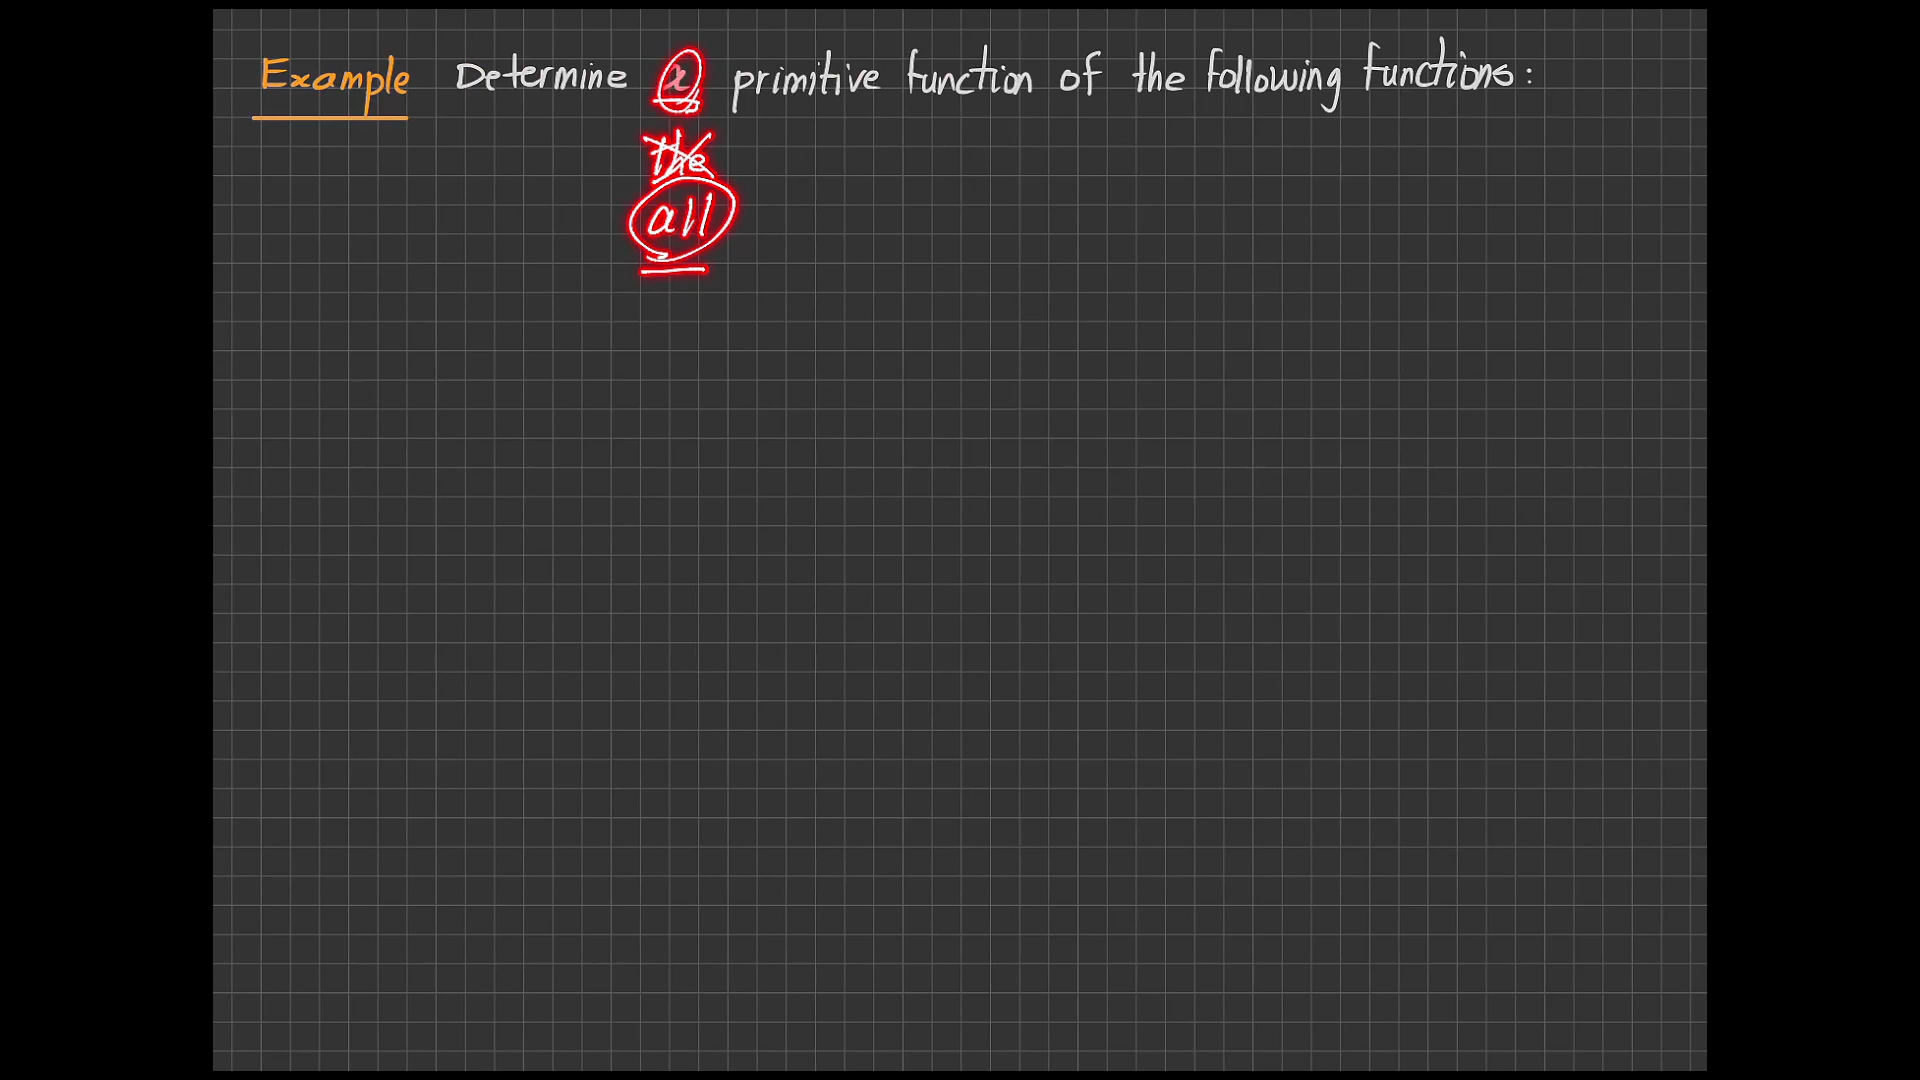 Example Determine a primitive function of the following functions:
the
all